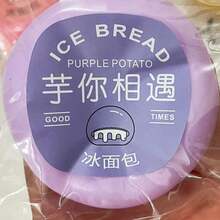 ICE BREAD
PURPLE POTATO
芋你相遇
GOOD TIMES
冰面包